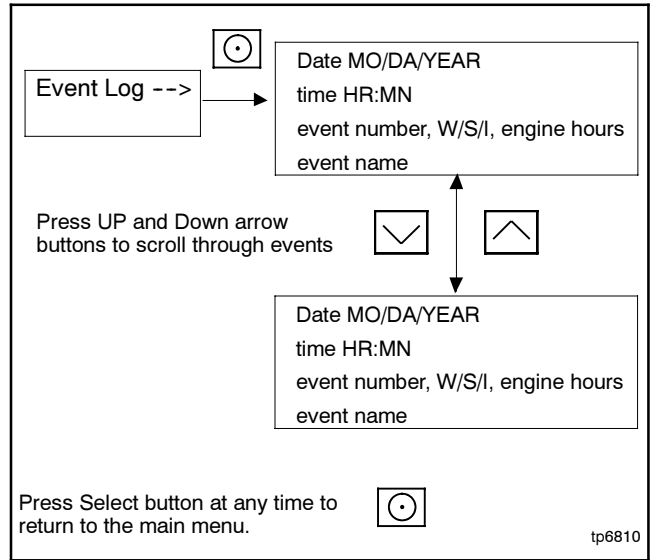 Event Log -->
Date MO/DA/YEAR
time HR:MN
event number, W/S/I, engine hours
event name
Press UP and Down arrow
buttons to scroll through events
Date MO/DA/YEAR
time HR:MN
event number, W/S/I, engine hours
event name
Press Select button at any time to
return to the main menu.
tp6810